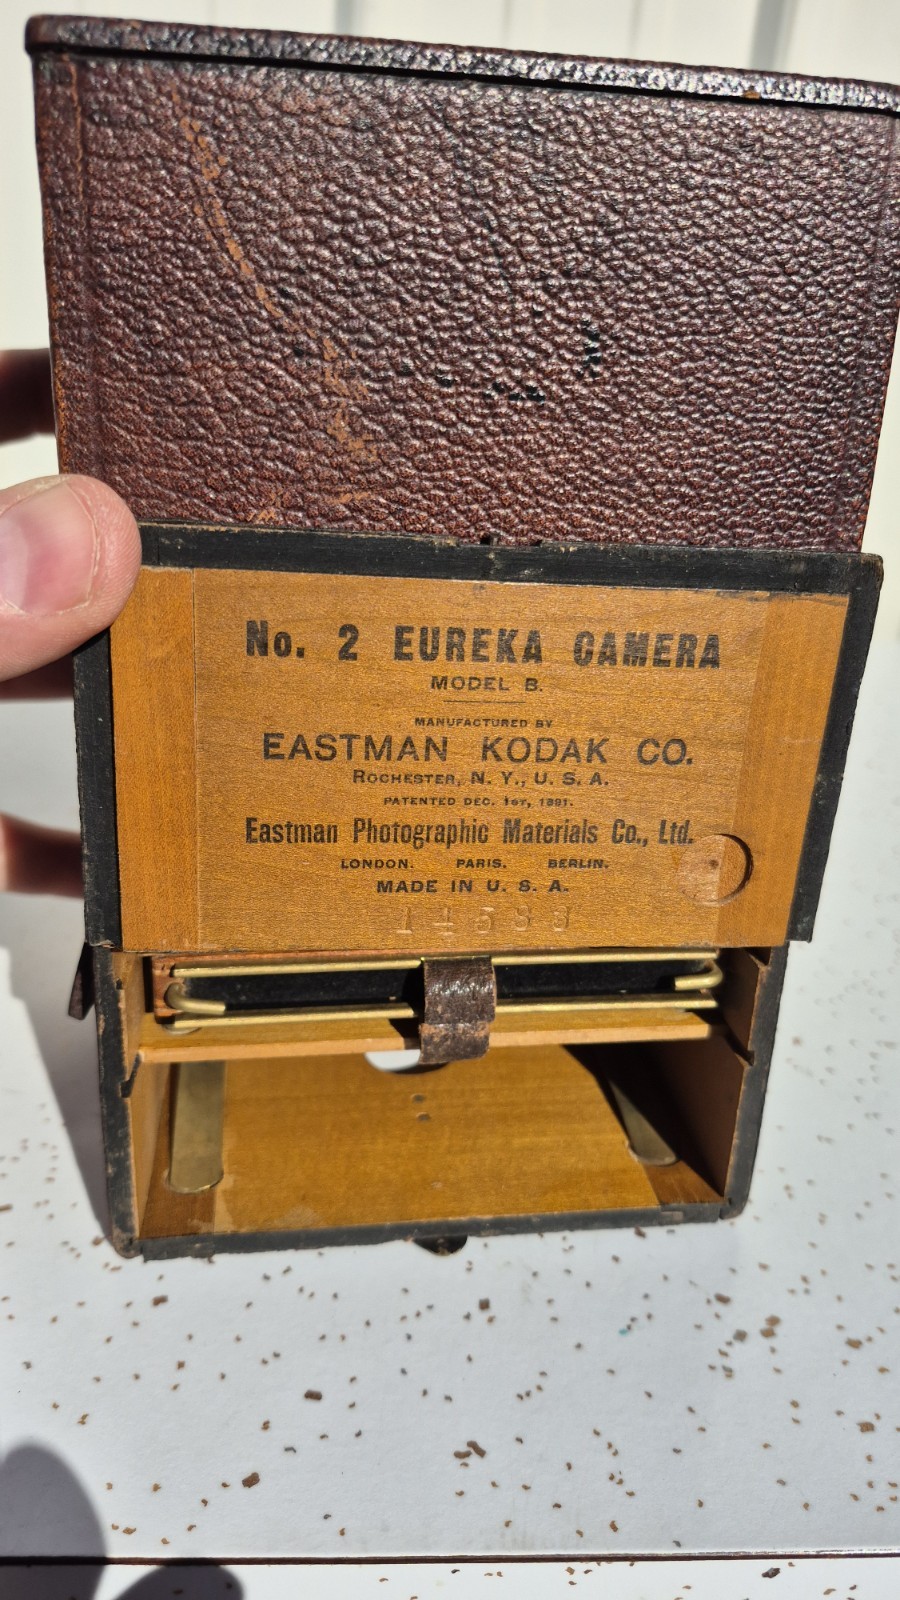 No. 2 EUREKA CAMERA
MODEL B.
MANUFACTURED BY
EASTMAN KODAK CO.
ROCHESTER, N. Y., U. S. A.
PATENTED DEC. 1ST, 1891.
Eastman Photographic Materials Co., Ltd.
LONDON. PARIS. BERLIN.
MADE IN U. S. A.